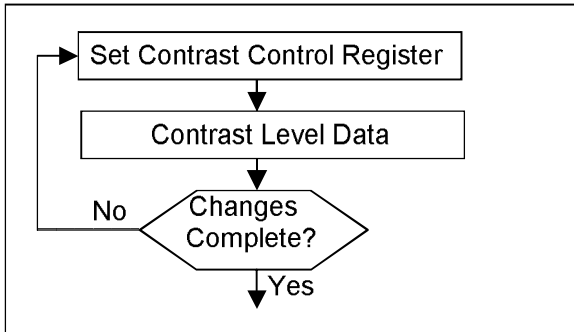 Set Contrast Control Register
Contrast Level Data
No
Changes
Complete?
Yes